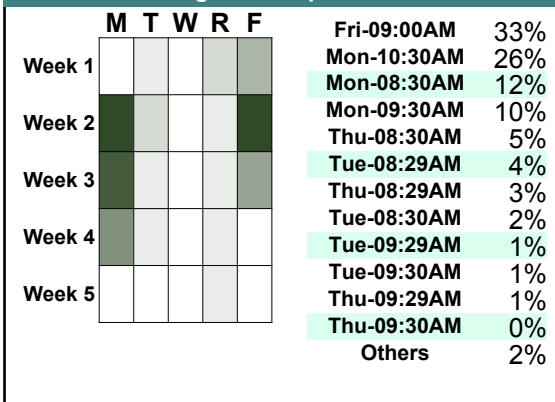 M T W R F
Week 1
Week 2
Week 3
Week 4
Week 5
Fri-09:00AM 33%
Mon-10:30AM 26%
Mon-08:30AM 12%
Mon-09:30AM 10%
Thu-08:30AM 5%
Tue-08:29AM 4%
Thu-08:29AM 3%
Tue-08:30AM 2%
Tue-09:29AM 1%
Tue-09:30AM 1%
Thu-09:29AM 1%
Thu-09:30AM 0%
Others 2%